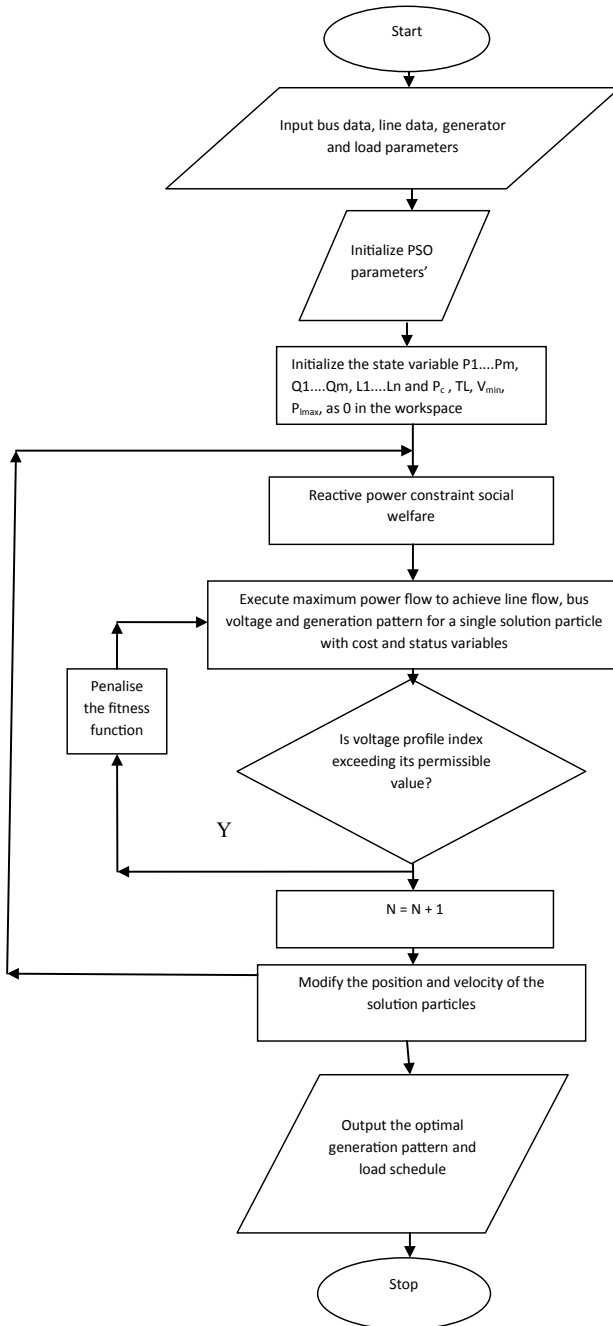 Start
Input bus data, line data, generator
and load parameters
Initialize PSO
parameters’
Initialize the state variable P1....Pm,
Q1....Qm, L1....Ln and Pc , TL, Vmin,
Plmax, as 0 in the workspace
Reactive power constraint social
welfare
Execute maximum power flow to achieve line flow, bus
voltage and generation pattern for a single solution particle
with cost and status variables
Penalise
the fitness
function
Is voltage profile index
exceeding its permissible
value?
Y
N = N + 1
Modify the position and velocity of the
solution particles
Output the optimal
generation pattern and
load schedule
Stop